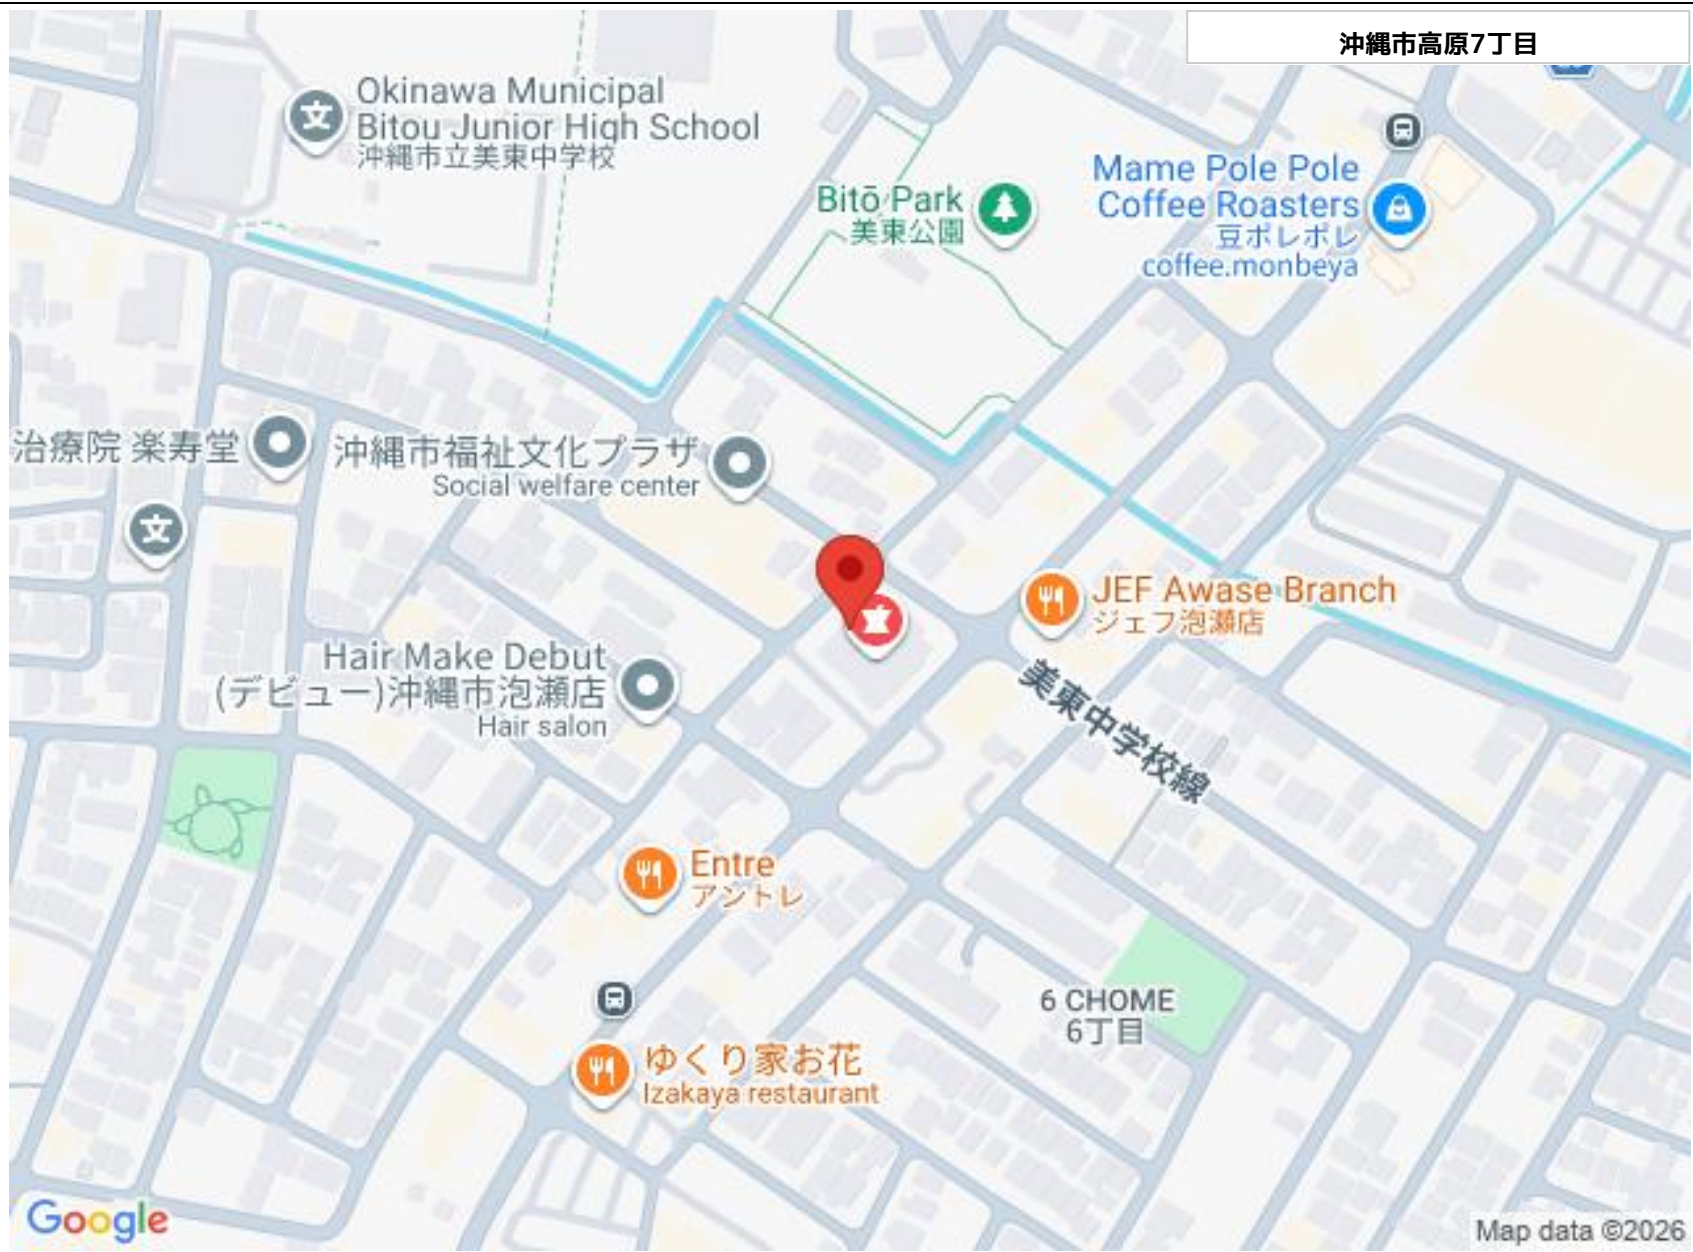 沖縄市高原7丁目
Okinawa Municipal
Bitou Junior High School
沖縄市立美東中学校
文
Bitō Park
美東公園
Mame Pole Pole
Coffee Roasters
豆ポレポレ
coffee.monbeya
治療院 楽寿堂
沖縄市福祉文化プラザ
Social welfare center
文
JEF Awase Branch
ジェフ泡瀬店
Hair Make Debut
(デビュー)沖縄市泡瀬店
Hair salon
美東中学校線
Entre
アントレ
6 CHOME
6丁目
ゆくり家お花
Izakaya restaurant
Google
Map data ©2026